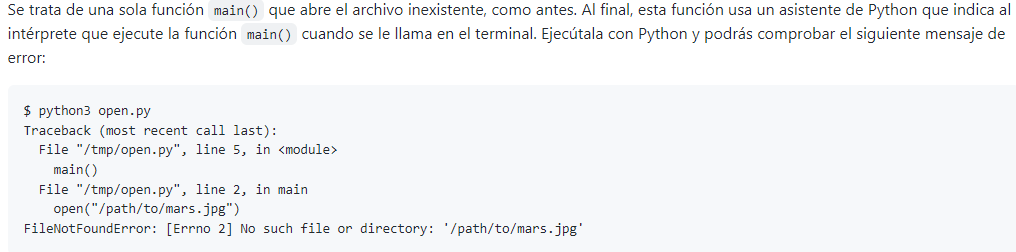 Se trata de una sola función main() que abre el archivo inexistente, como antes. Al final, esta función usa un asistente de Python que indica al
intérprete que ejecute la función main() cuando se le llama en el terminal. Ejecútala con Python y podrás comprobar el siguiente mensaje de
error:
$ python3 open.py
Traceback (most recent call last):
  File "/tmp/open.py", line 5, in <module>
    main()
  File "/tmp/open.py", line 2, in main
    open("/path/to/mars.jpg")
FileNotFoundError: [Errno 2] No such file or directory: '/path/to/mars.jpg'